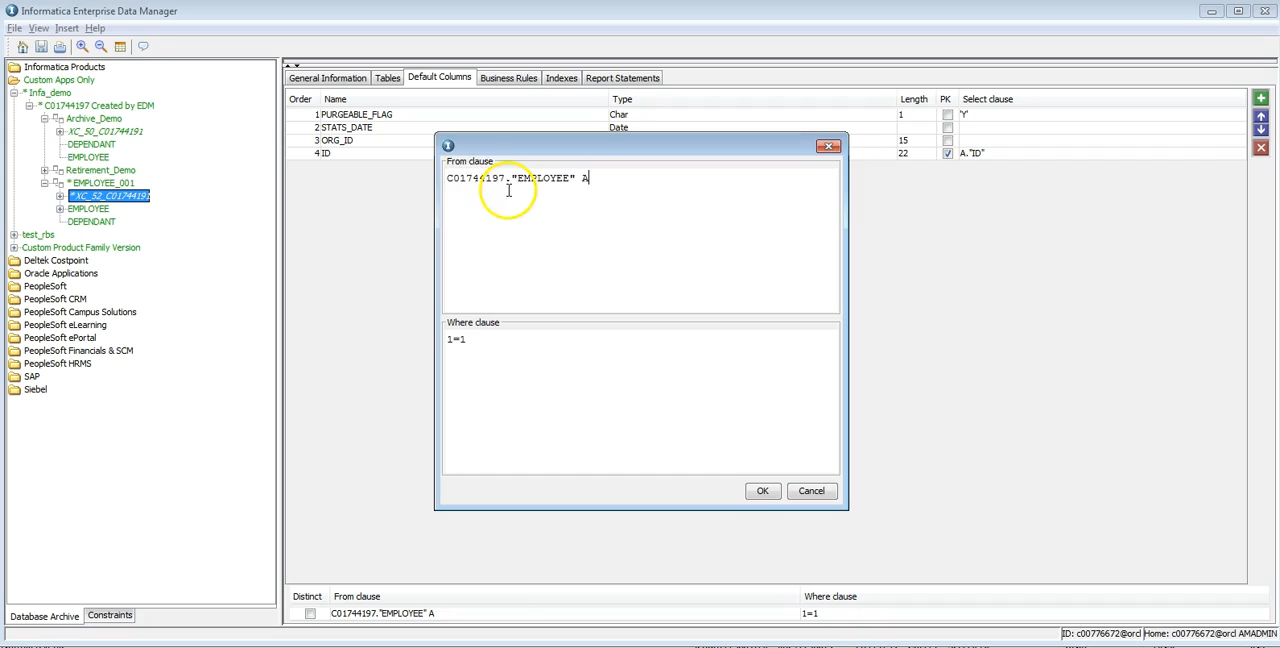 Informatica Enterprise Data Manager
File View Insert Help
Informatica Products
Custom Apps Only
* Infa_demo
* C01744197 Created by EDM
Archive_Demo
XC_50_C01744191
DEPENDANT
EMPLOYEE
Retirement_Demo
* EMPLOYEE_001
* XC_52_C01744191
EMPLOYEE
DEPENDANT
test_rbs
Custom Product Family Version
Deltek Costpoint
Oracle Applications
PeopleSoft
PeopleSoft CRM
PeopleSoft Campus Solutions
PeopleSoft eLearning
PeopleSoft ePortal
PeopleSoft Financials & SCM
PeopleSoft HRMS
SAP
Siebel
Database Archive Constraints
General Information Tables Default Columns Business Rules Indexes Report Statements
Order Name Type Length PK Select clause
1 PURGEABLE_FLAG Char 1 'Y'
2 STATS_DATE Date
3 ORG_ID 15
4 ID 22 A."ID"
From clause
C01744197."EMPLOYEE" A
Where clause
1=1
OK Cancel
Distinct From clause Where clause
C01744197."EMPLOYEE" A 1=1
ID: c00776672@orcl Home: c00776672@orcl AMADMIN